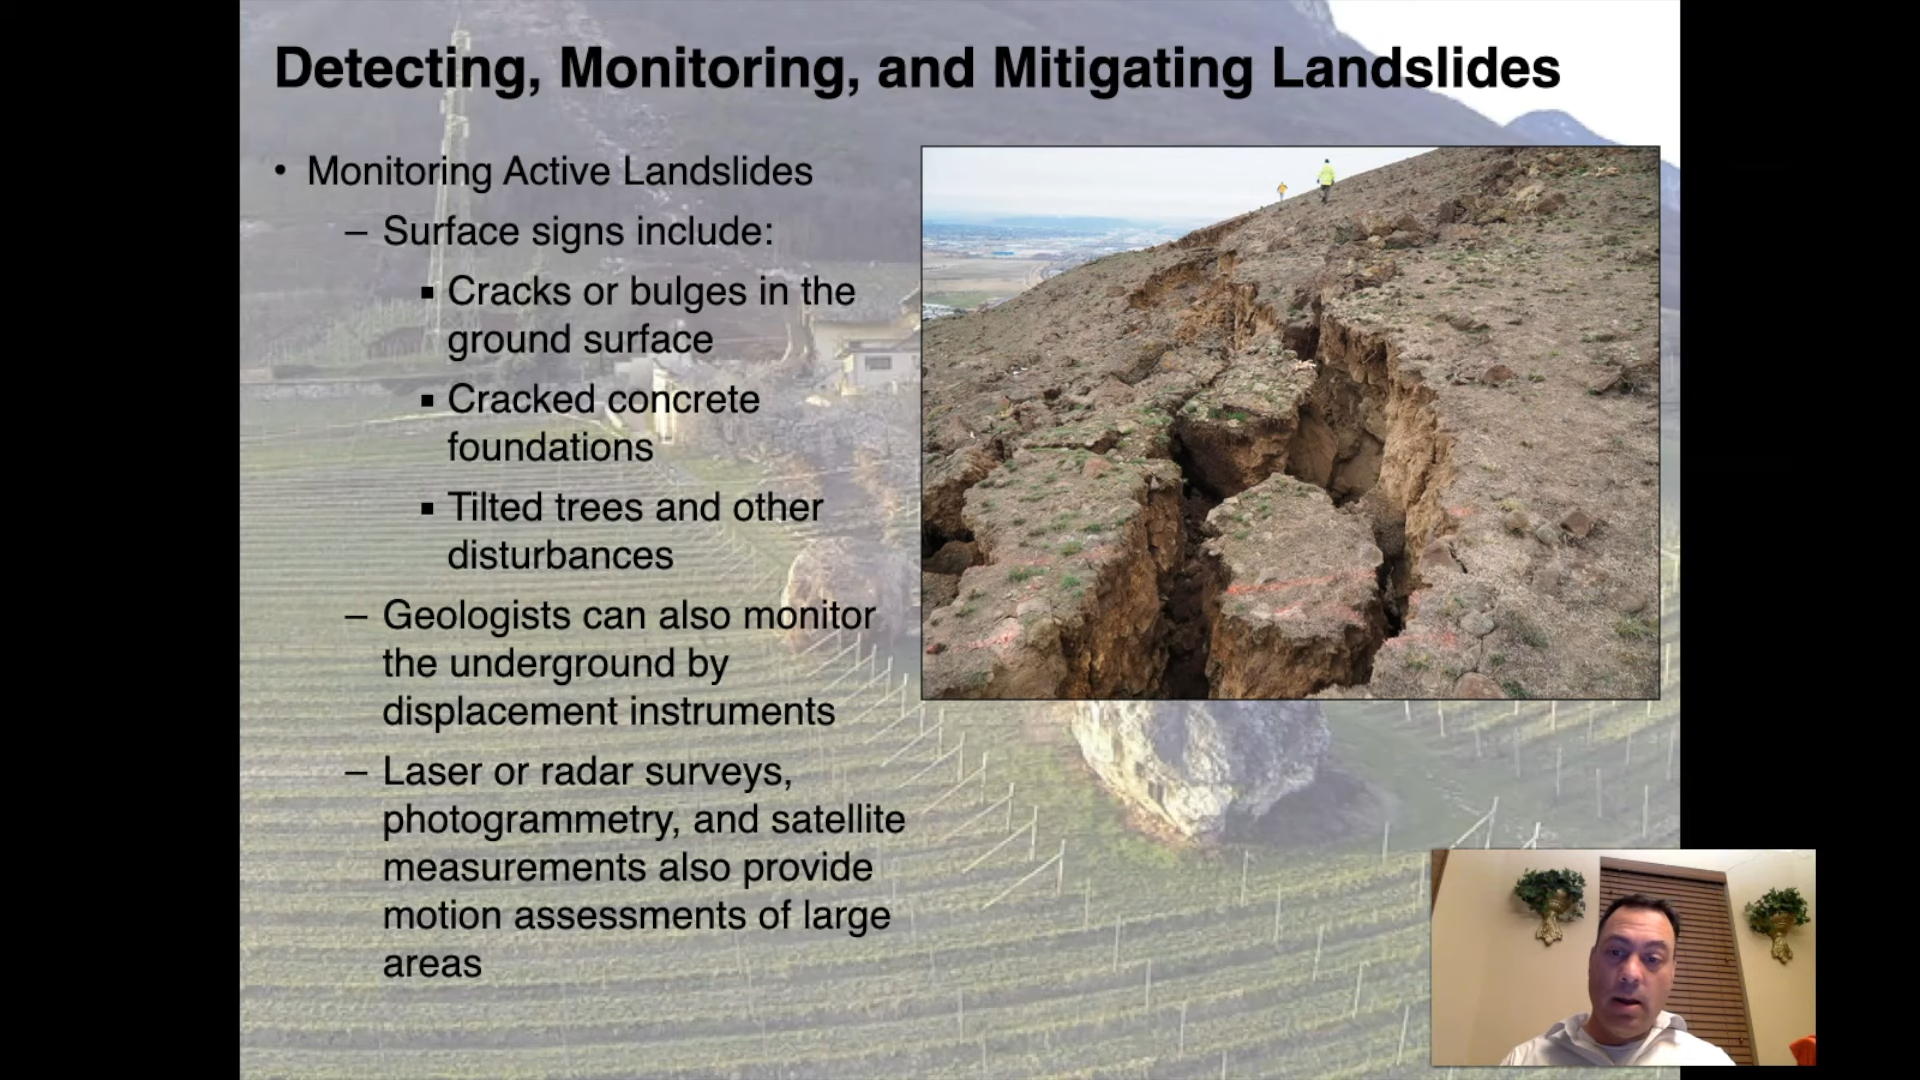 Detecting, Monitoring, and Mitigating Landslides
• Monitoring Active Landslides
– Surface signs include:
▪ Cracks or bulges in the
ground surface
▪ Cracked concrete
foundations
▪ Tilted trees and other
disturbances
– Geologists can also monitor
the underground by
displacement instruments
– Laser or radar surveys,
photogrammetry, and satellite
measurements also provide
motion assessments of large
areas